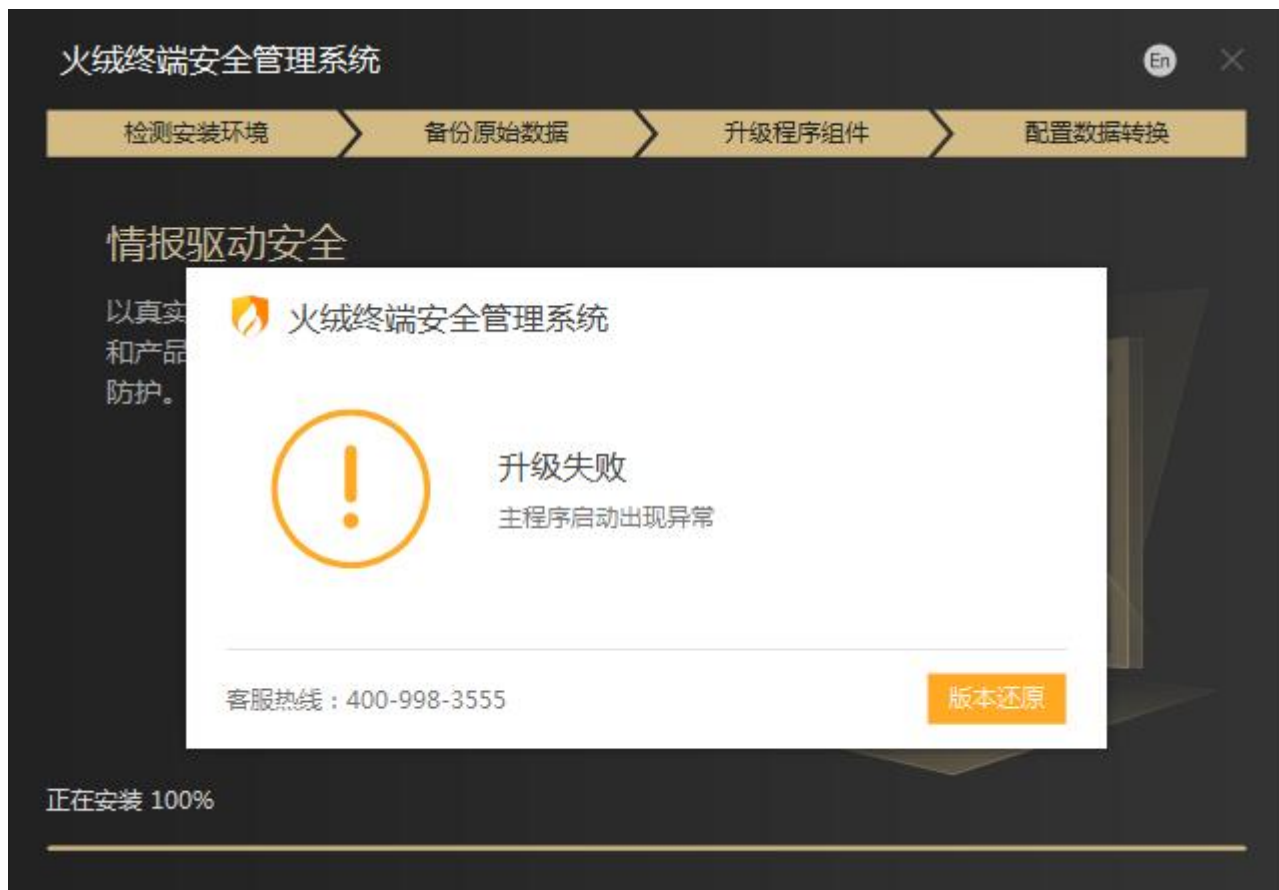 火绒终端安全管理系统
En
检测安装环境
备份原始数据
升级程序组件
配置数据转换
情报驱动安全
以真实
和产品
防护。
火绒终端安全管理系统
升级失败
主程序启动出现异常
客服热线：400-998-3555
版本还原
正在安装 100%